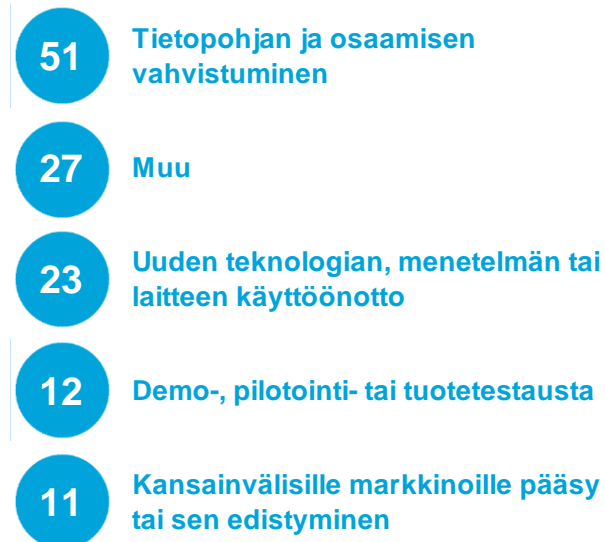 51
Tietopohjan ja osaamisen
vahvistuminen
27
Muu
23
Uuden teknologian, menetelmän tai
laitteen käyttöönotto
12
Demo-, pilotointi- tai tuotetestausta
11
Kansainvälisille markkinoille pääsy
tai sen edistyminen